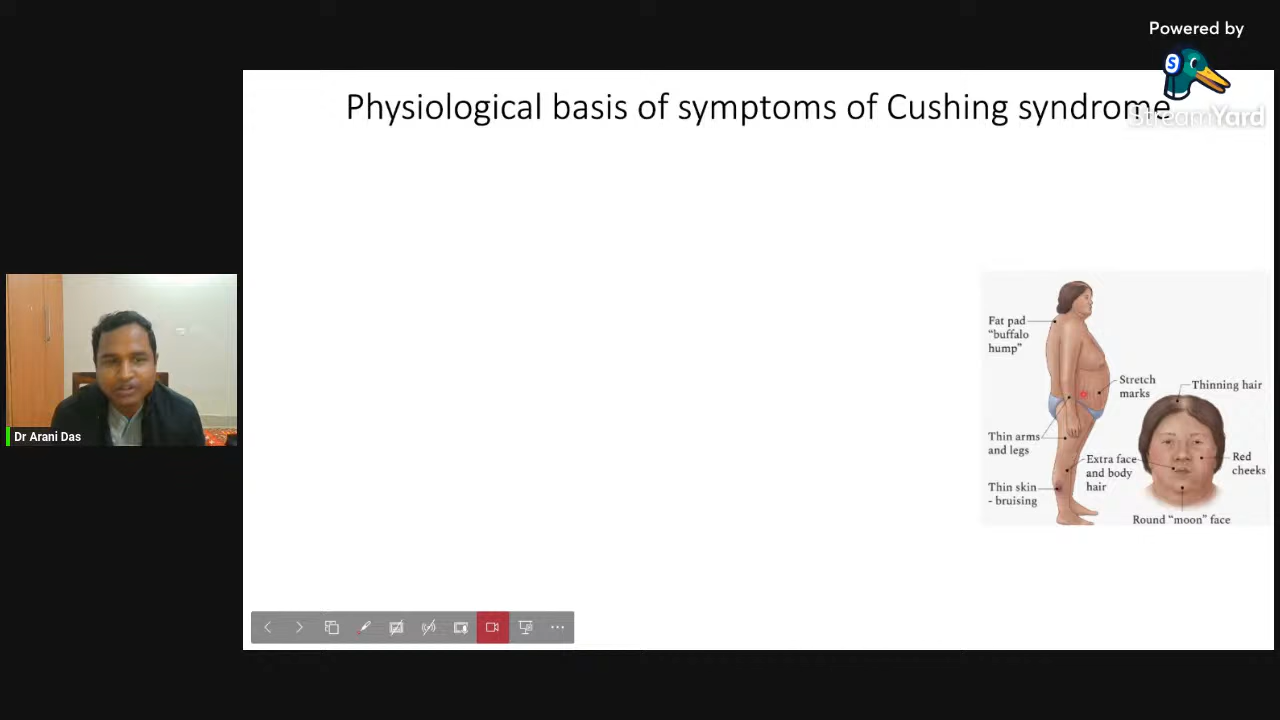 Powered by
S
StreamYard
Physiological basis of symptoms of Cushing syndrome
Dr Arani Das
Fat pad
"buffalo
hump"
Stretch
marks
Thinning hair
Thin arms
and legs
Extra face
and body
hair
Red
cheeks
Thin skin
- bruising
Round "moon" face